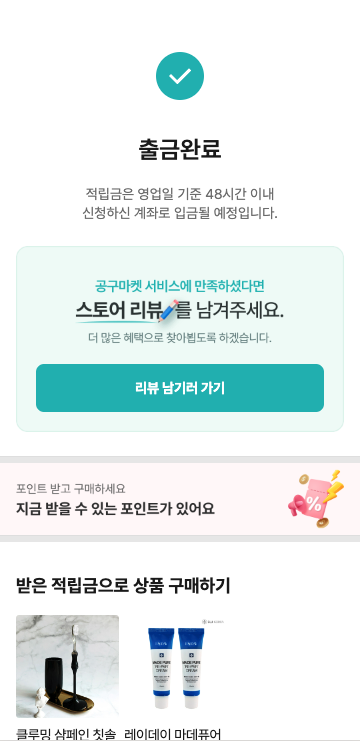 출금완료
적립금은 영업일 기준 48시간 이내
신청하신 계좌로 입금될 예정입니다.
공구마켓 서비스에 만족하셨다면
스토어 리뷰를 남겨주세요.
더 많은 혜택으로 찾아뵙도록 하겠습니다.
리뷰 남기러 가기
포인트 받고 구매하세요
지금 받을 수 있는 포인트가 있어요
%
받은 적립금으로 상품 구매하기
클루밍 샴페인 칫솔
레이데이 마데퓨어